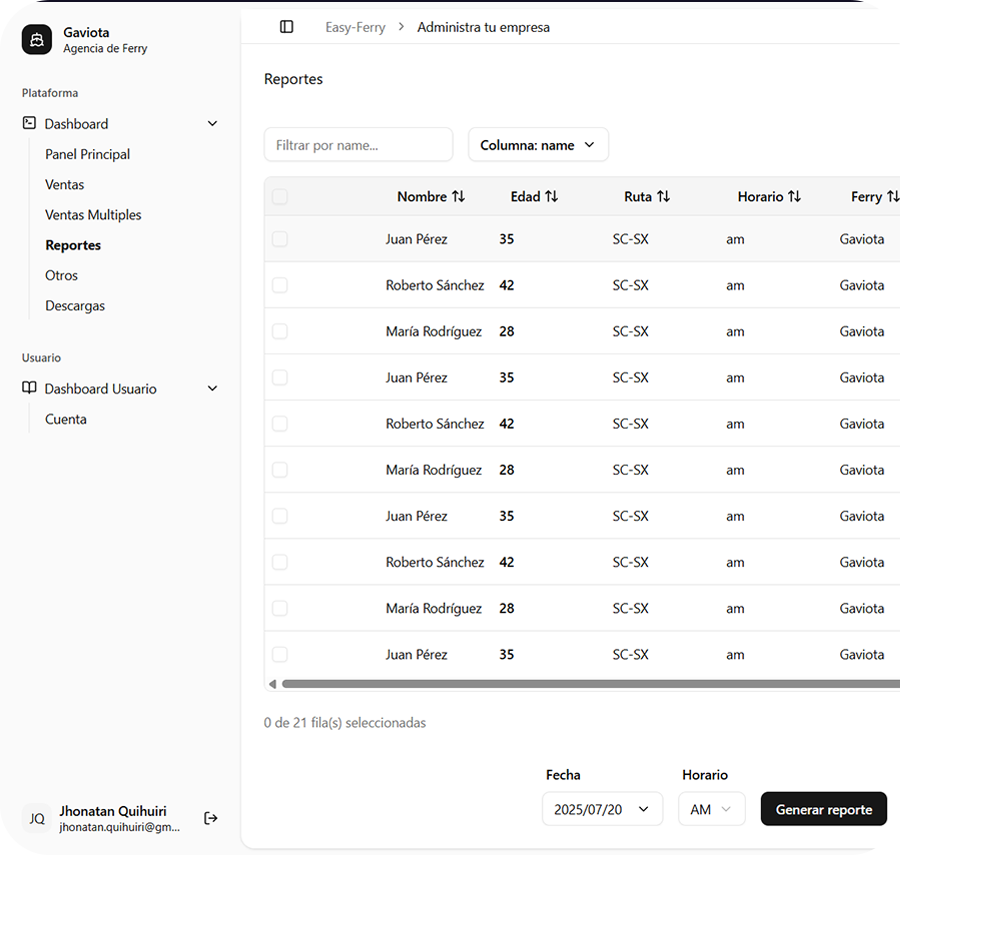 Gaviota
Agencia de Ferry
Plataforma
Dashboard
Panel Principal
Ventas
Ventas Multiples
Reportes
Otros
Descargas
Usuario
Dashboard Usuario
Cuenta
JQ
Jhonatan Quihuiri
jhonatan.quihuiri@gm...
Easy-Ferry > Administra tu empresa
Reportes
Filtrar por name...
Columna: name
Nombre Edad Ruta Horario Ferry
Juan Pérez 35 SC-SX am Gaviota
Roberto Sánchez 42 SC-SX am Gaviota
María Rodríguez 28 SC-SX am Gaviota
Juan Pérez 35 SC-SX am Gaviota
Roberto Sánchez 42 SC-SX am Gaviota
María Rodríguez 28 SC-SX am Gaviota
Juan Pérez 35 SC-SX am Gaviota
Roberto Sánchez 42 SC-SX am Gaviota
María Rodríguez 28 SC-SX am Gaviota
Juan Pérez 35 SC-SX am Gaviota
0 de 21 fila(s) seleccionadas
Fecha Horario
2025/07/20 AM Generar reporte